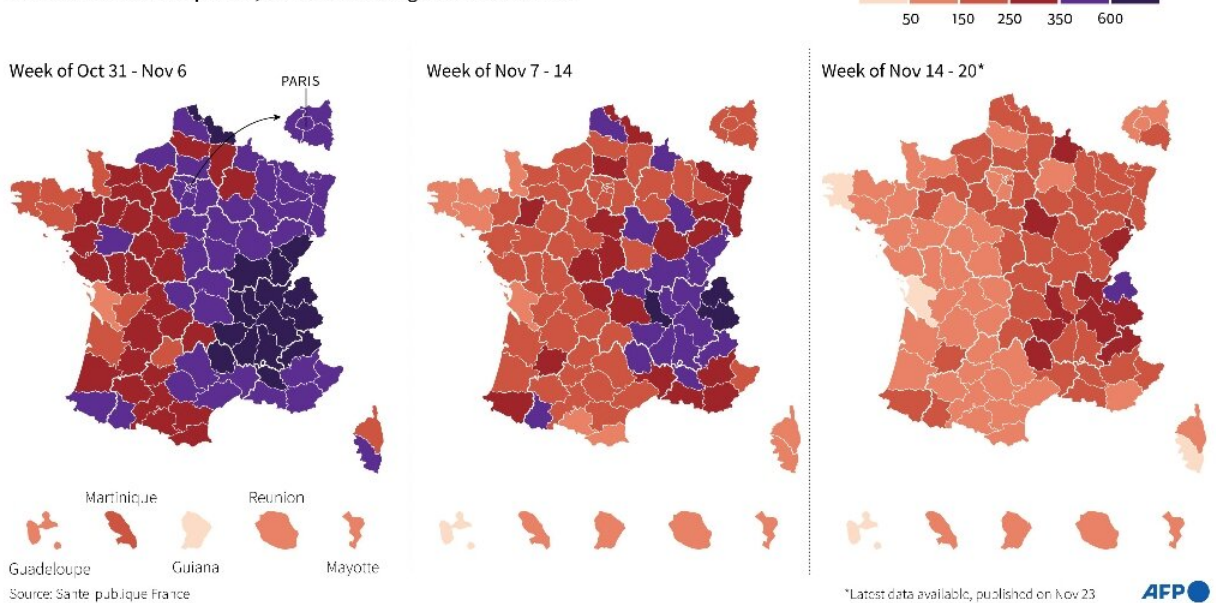 50 150 250 350 600
Week of Oct 31 - Nov 6
Week of Nov 7 - 14
Week of Nov 14 - 20*
PARIS
Martinique
Reunion
Guadeloupe
Guiana
Mayotte
Source: Sante publique France
*Latest data available, published on Nov 23
AFP